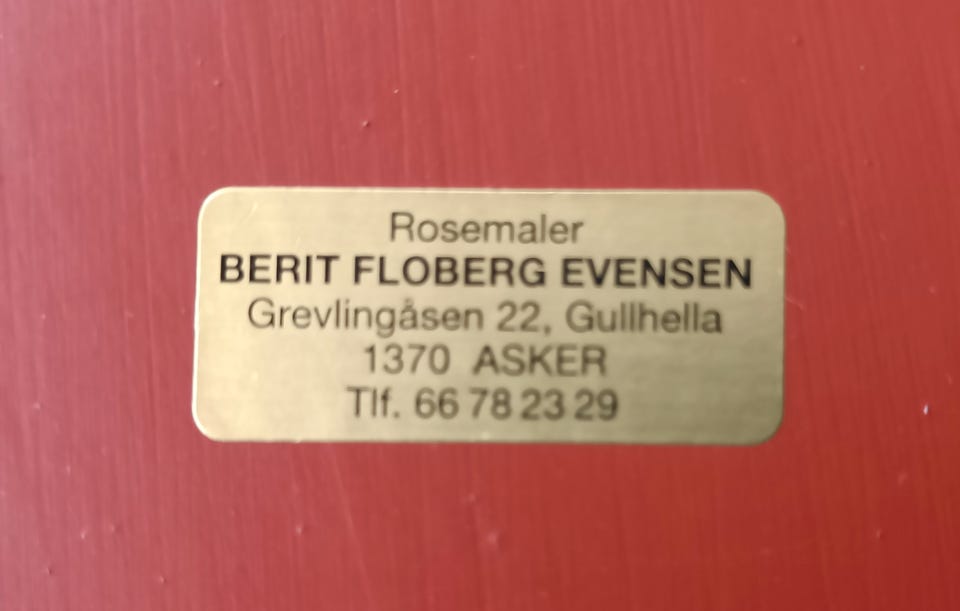 Rosemaler
BERIT FLOBERG EVENSEN
Grevlingåsen 22, Gullhella
1370 ASKER
Tlf. 66 78 23 29